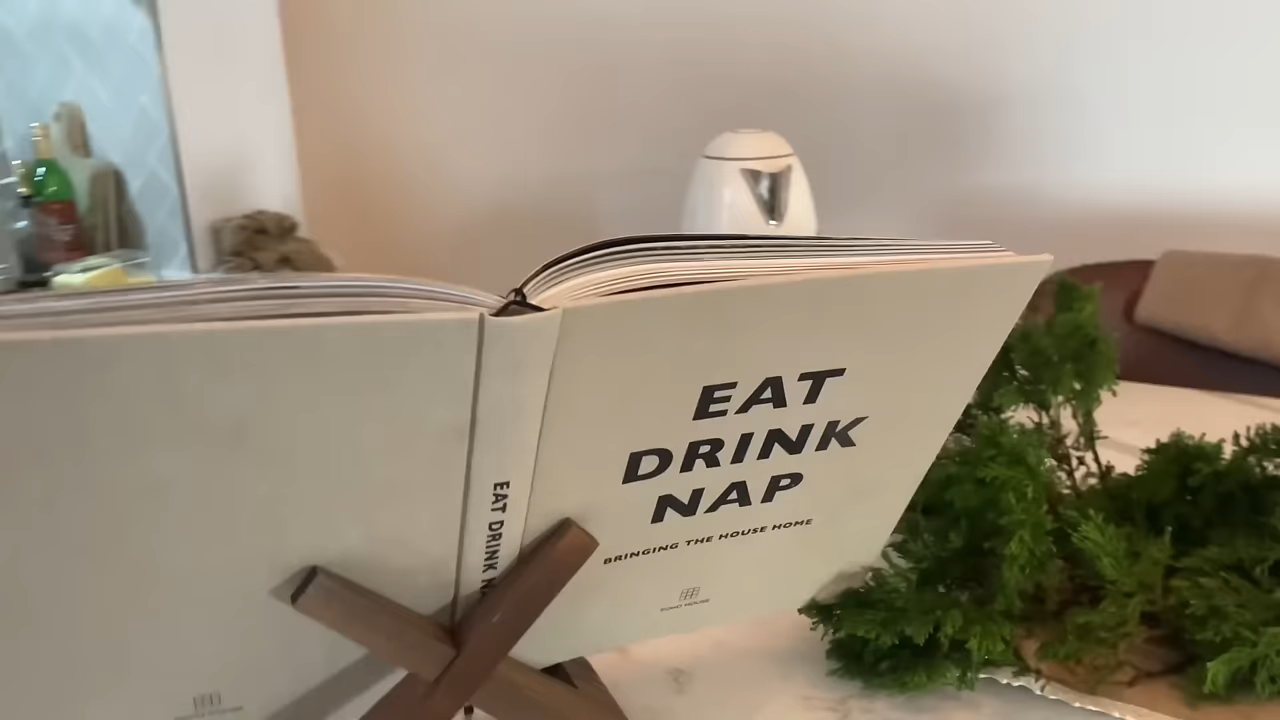 EAT
DRINK
NAP
BRINGING THE HOUSE HOME
SOHO HOUSE
EAT DRINK